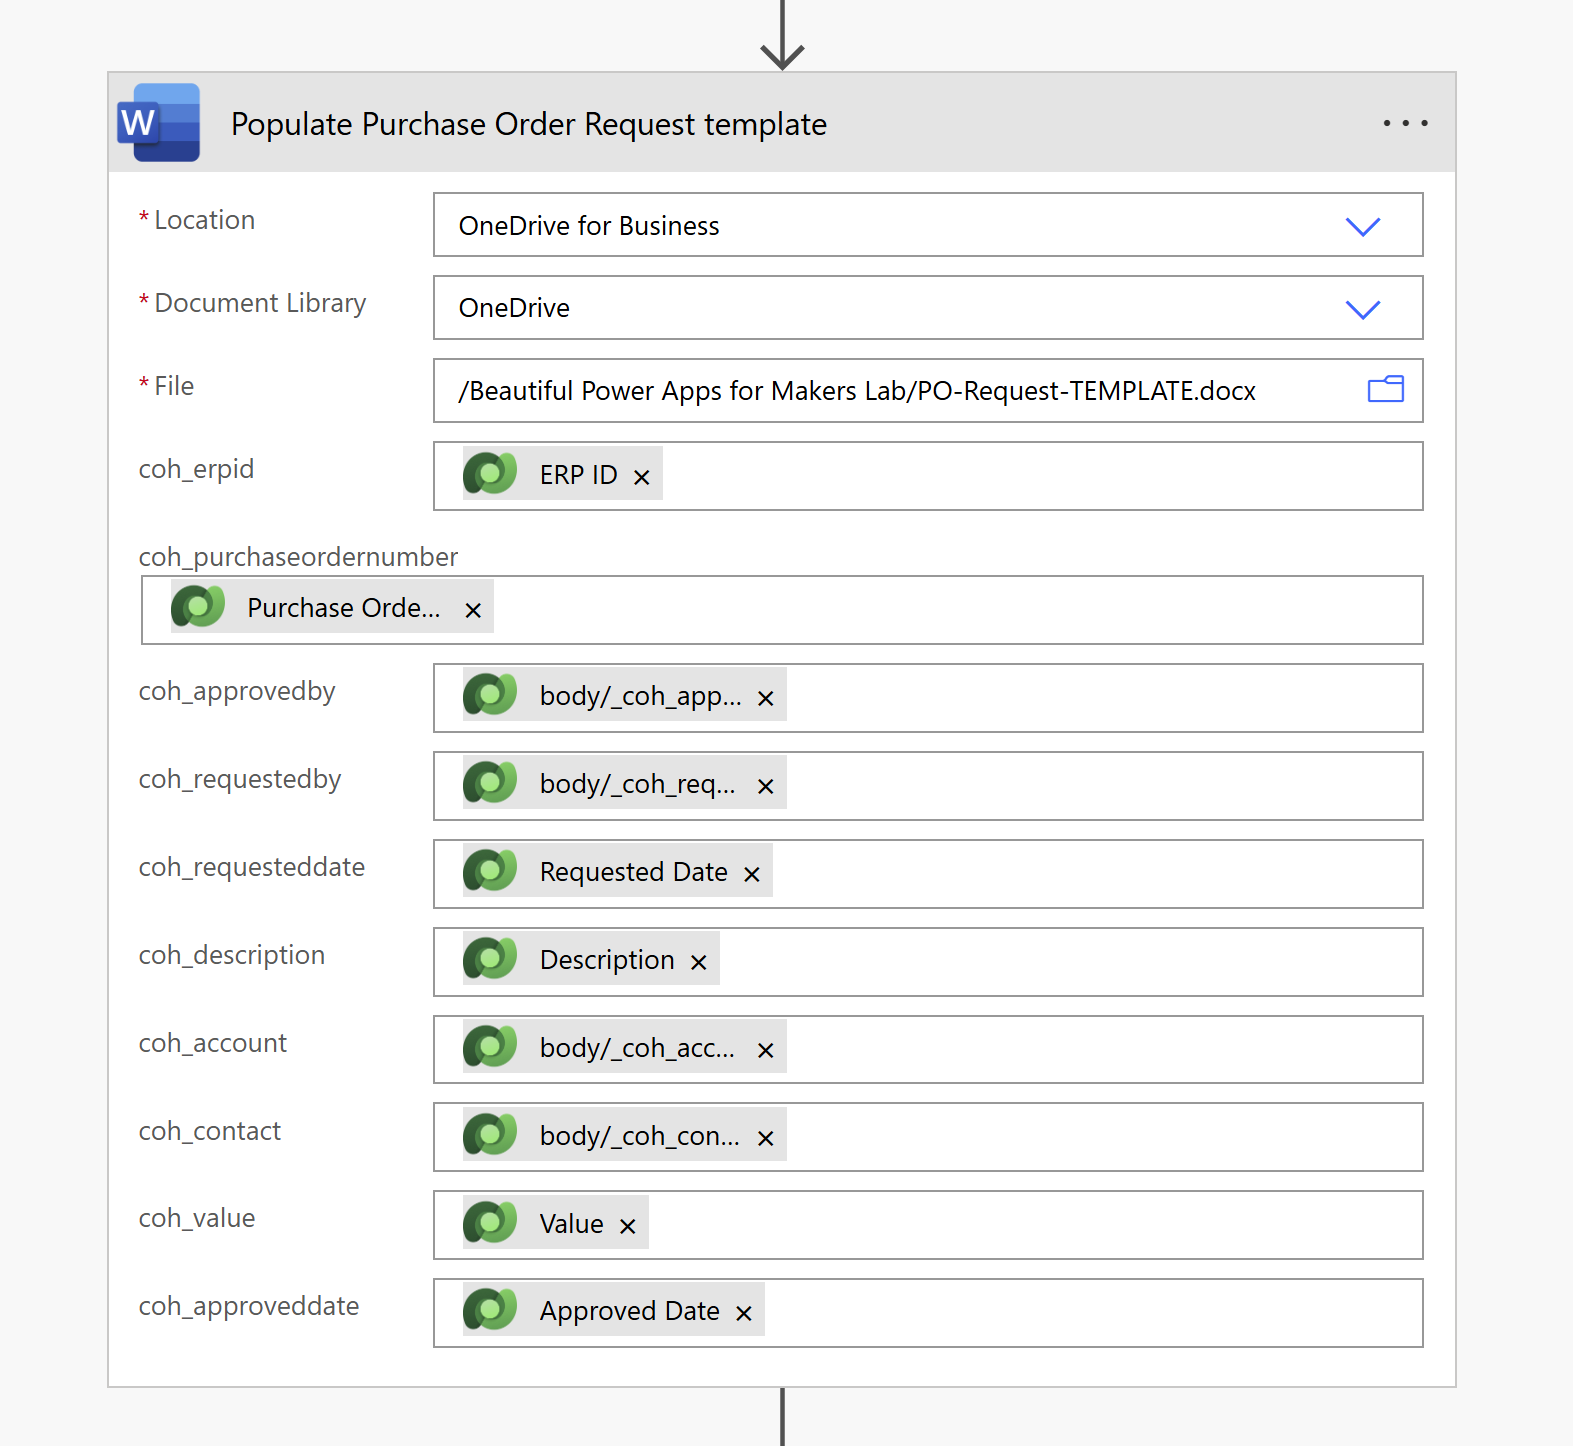 W
Populate Purchase Order Request template
* Location
OneDrive for Business
* Document Library
OneDrive
* File
/Beautiful Power Apps for Makers Lab/PO-Request-TEMPLATE.docx
coh_erpid
ERP ID ×
coh_purchaseordernumber
Purchase Orde... ×
coh_approvedby
body/_coh_app... ×
coh_requestedby
body/_coh_req... ×
coh_requesteddate
Requested Date ×
coh_description
Description ×
coh_account
body/_coh_acc... ×
coh_contact
body/_coh_con... ×
coh_value
Value ×
coh_approveddate
Approved Date ×